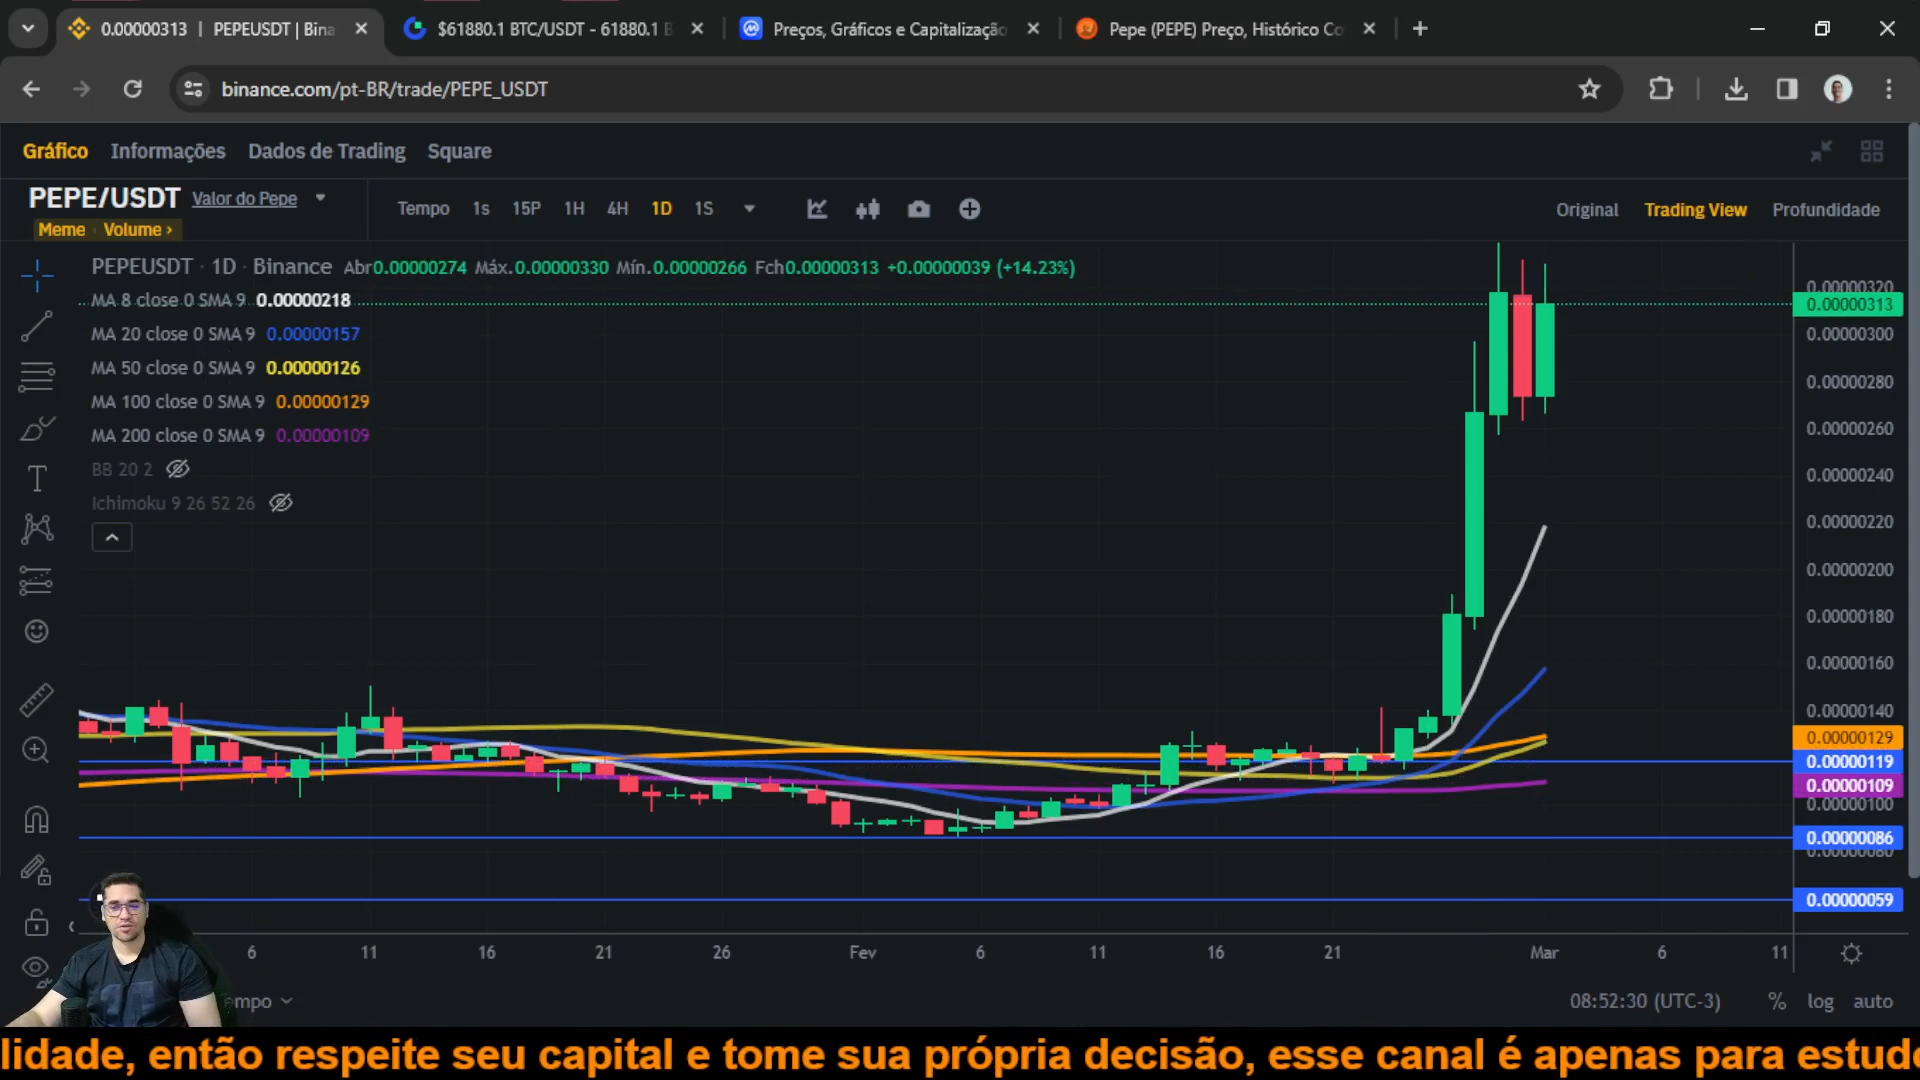 0.00000313 | PEPEUSDT | Bina
$61880.1 BTC/USDT - 61880.1 B
Preços, Gráficos e Capitalização
Pepe (PEPE) Preço, Histórico Co
binance.com/pt-BR/trade/PEPE_USDT
Gráfico Informações Dados de Trading Square
PEPE/USDT Valor do Pepe
Meme Volume ›
Tempo 1s 15P 1H 4H 1D 1S
Original Trading View Profundidade
PEPEUSDT · 1D · Binance Abr0.00000274 Máx.0.00000330 Mín.0.00000266 Fch0.00000313 +0.00000039 (+14.23%)
MA 8 close 0 SMA 9 0.00000218
MA 20 close 0 SMA 9 0.00000157
MA 50 close 0 SMA 9 0.00000126
MA 100 close 0 SMA 9 0.00000129
MA 200 close 0 SMA 9 0.00000109
BB 20 2
Ichimoku 9 26 52 26
0.00000320
0.00000313
0.00000300
0.00000280
0.00000260
0.00000240
0.00000220
0.00000200
0.00000180
0.00000160
0.00000140
0.00000129
0.00000119
0.00000109
0.00000100
0.00000086
0.00000080
0.00000059
6 11 16 21 26 Fev 6 11 16 21 Mar 6 11
empo
08:52:30 (UTC-3) % log auto
lidade, então respeite seu capital e tome sua própria decisão, esse canal é apenas para estud